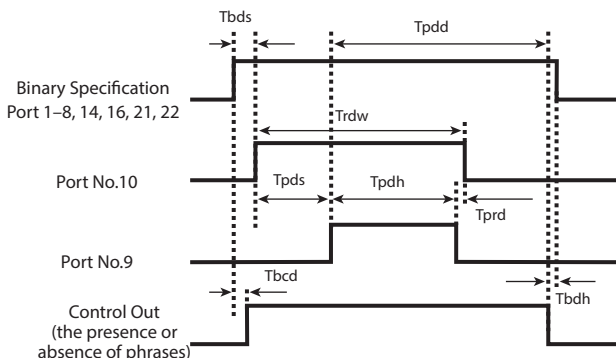 Tbds
Tpdd
Binary Specification
Port 1–8, 14, 16, 21, 22
Trdw
Port No.10
Tpds
Tpdh
Tprd
Port No.9
Tbcd
Tbdh
Control Out
(the presence or
absence of phrases)